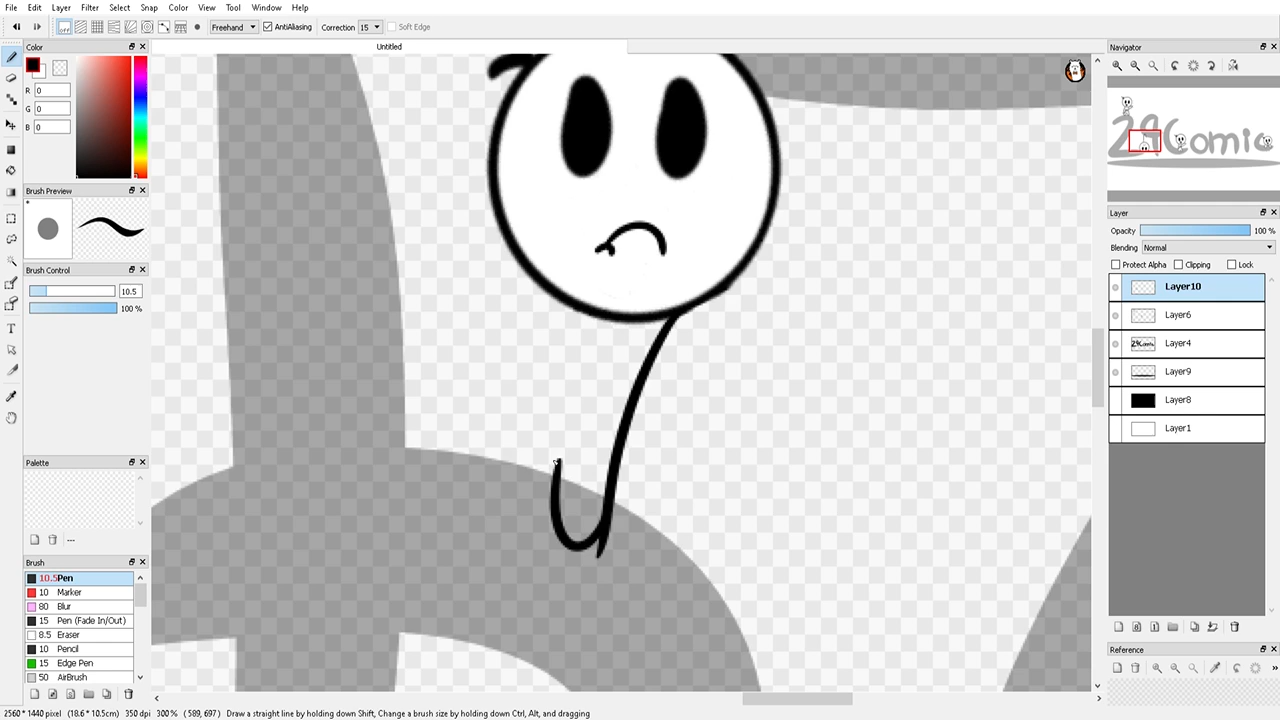 File Edit Layer Filter Select Snap Color View Tool Window Help
off Freehand AntiAliasing Correction 15 Soft Edge
Color
Untitled
Navigator
R 0
G 0
B 0
29Comic
Brush Preview
Layer
Opacity 100 %
Blending Normal
Protect Alpha Clipping Lock
Brush Control
10.5
100 %
Layer10
Layer6
29Comic Layer4
Layer9
Layer8
Layer1
Palette
---
Brush
10.5 Pen
10 Marker
80 Blur
15 Pen (Fade In/Out)
8.5 Eraser
10 Pencil
15 Edge Pen
50 AirBrush
Reference
2560 * 1440 pixel (18.6 * 10.5cm) 350 dpi 300 % ( 589, 697 ) Draw a straight line by holding down Shift, Change a brush size by holding down Ctrl, Alt, and dragging